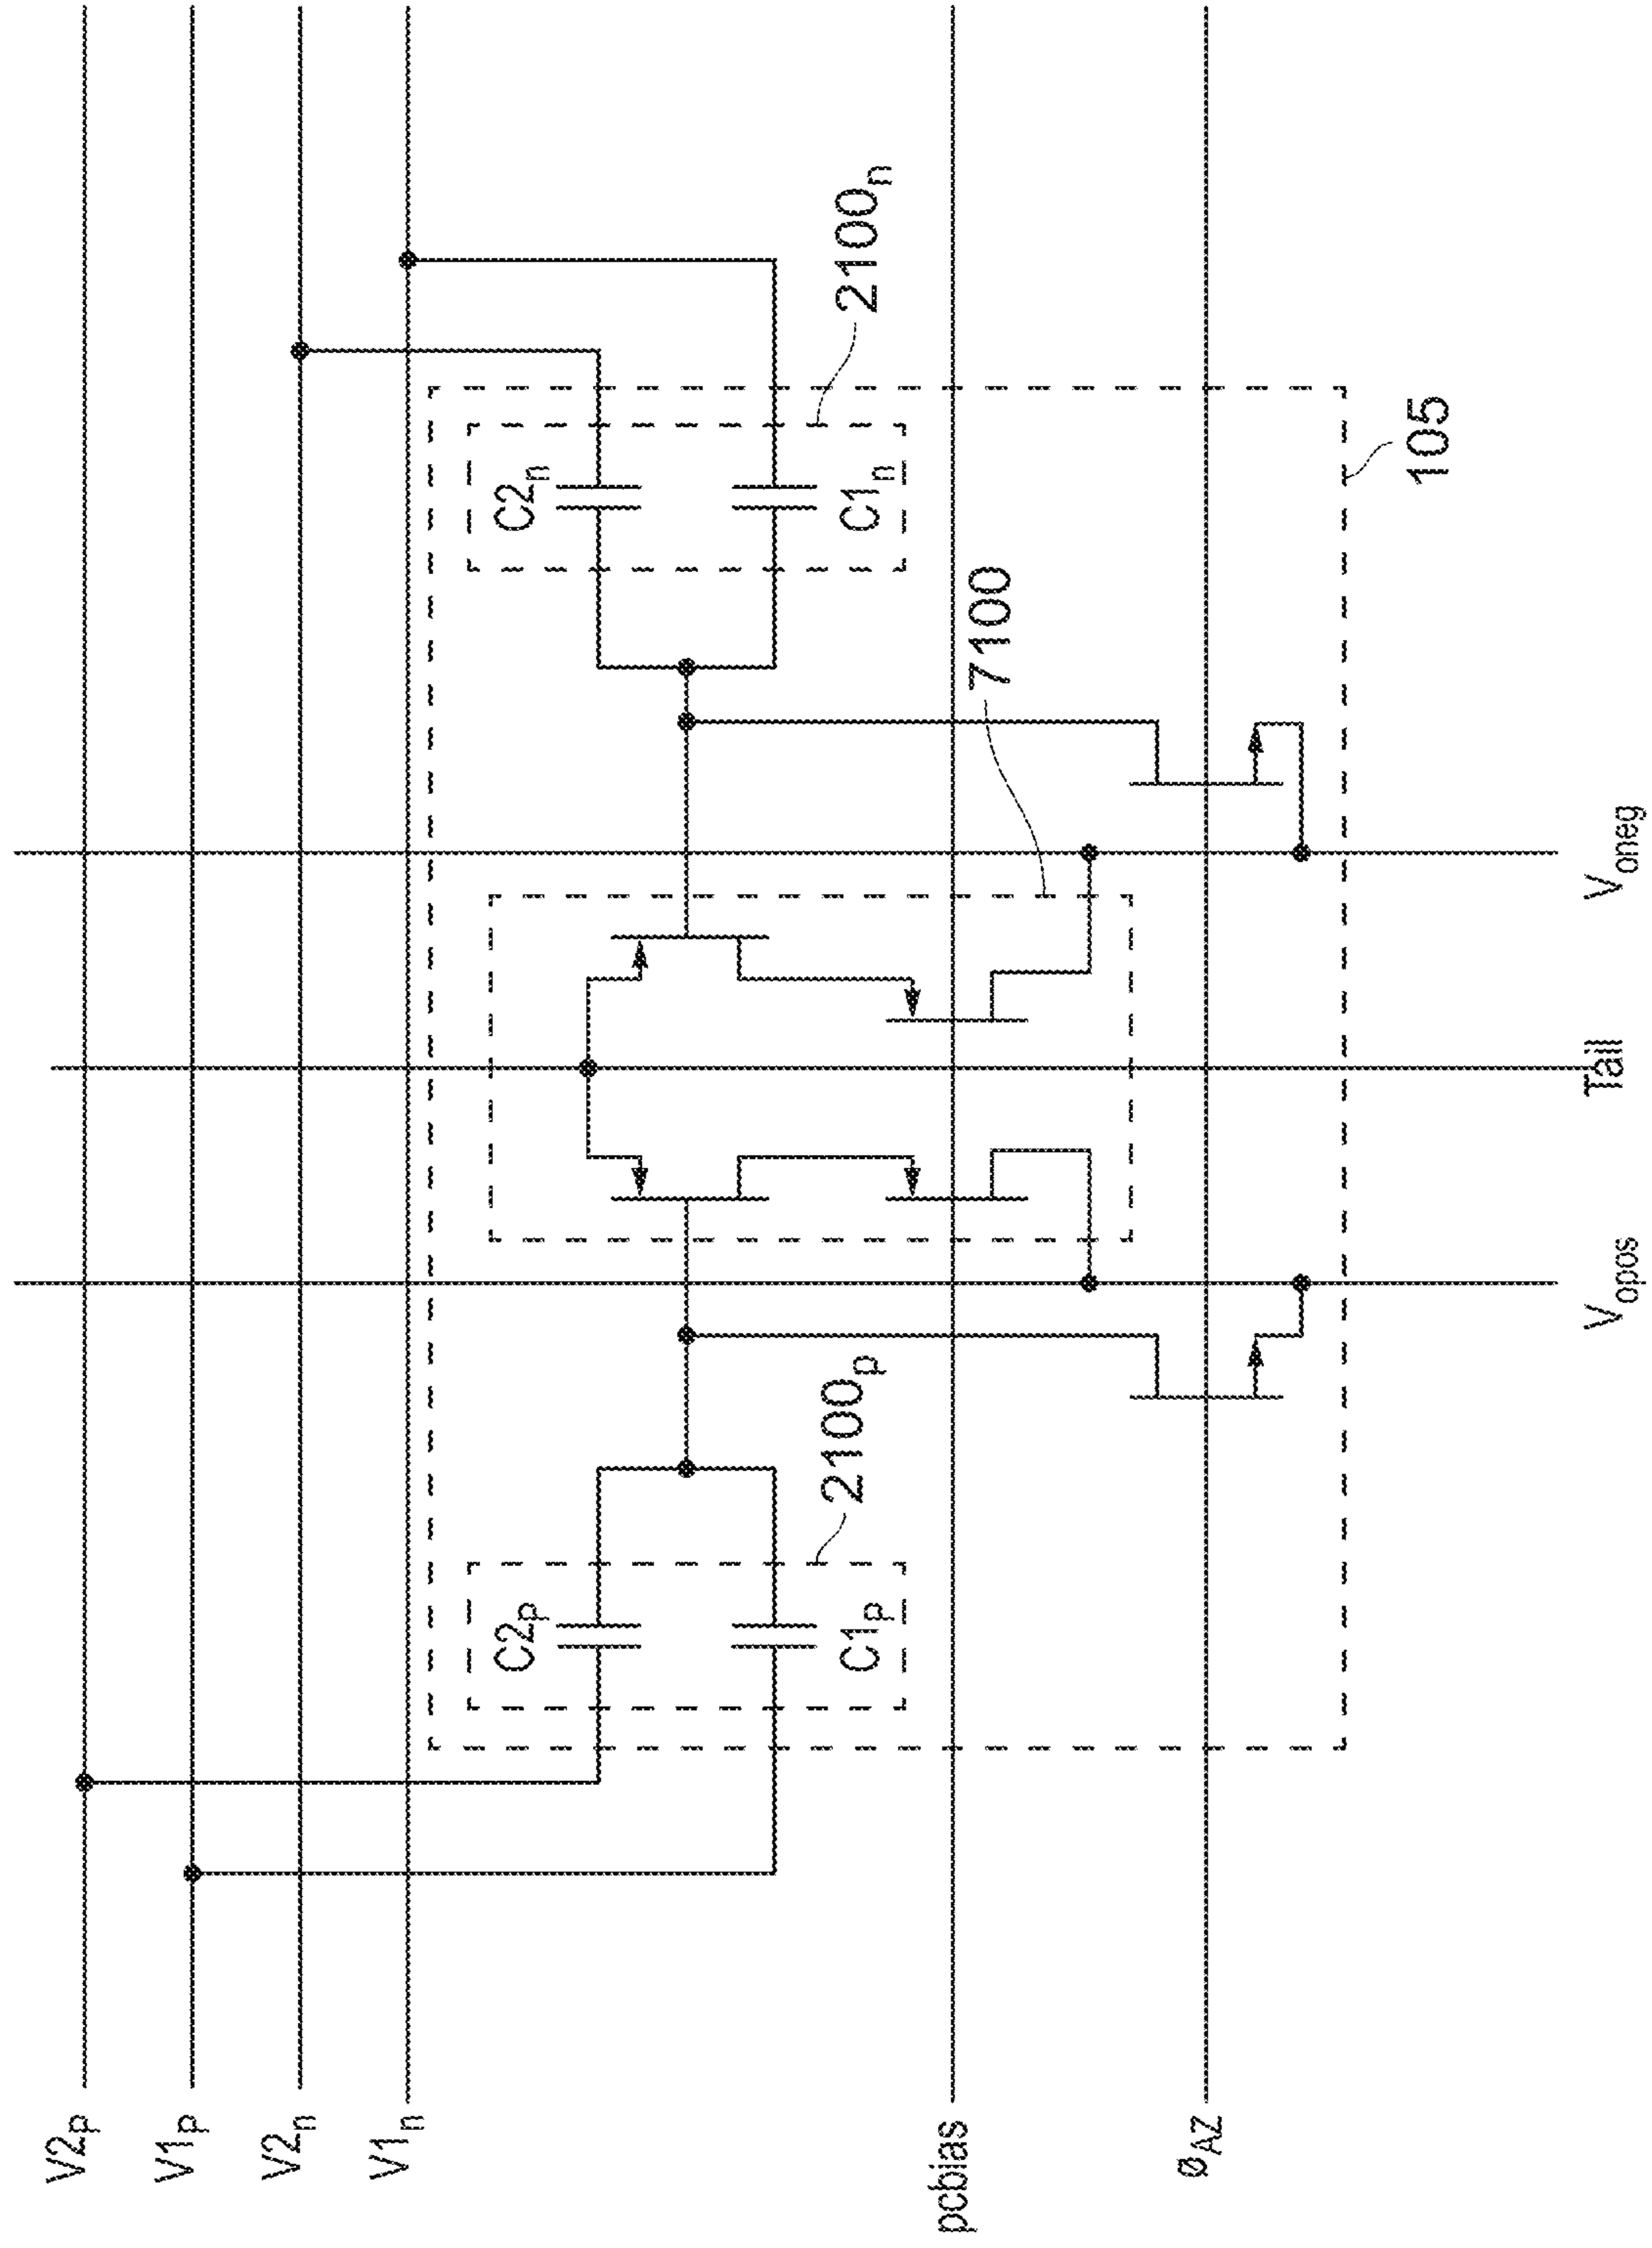 V2p
V1p
V2n
V1n
pcbias
øAZ
C2p
C1p
2100p
C2n
C1n
2100n
7100
105
Vopos
Tail
Voneg